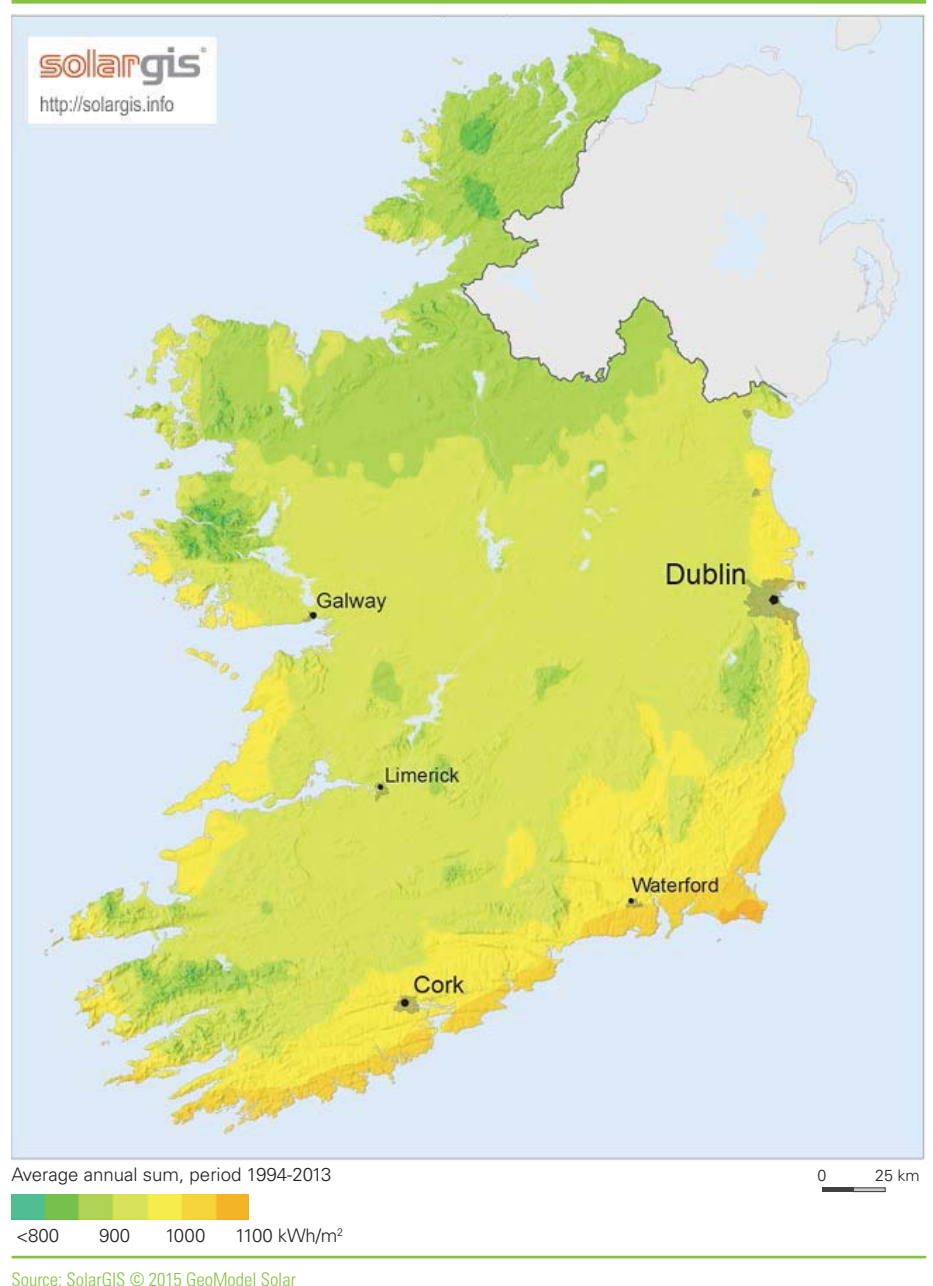 solargis®
http://solargis.info
Dublin
Galway
Limerick
Waterford
Cork
Average annual sum, period 1994-2013
0 25 km
<800 900 1000 1100 kWh/m²
Source: SolarGIS © 2015 GeoModel Solar